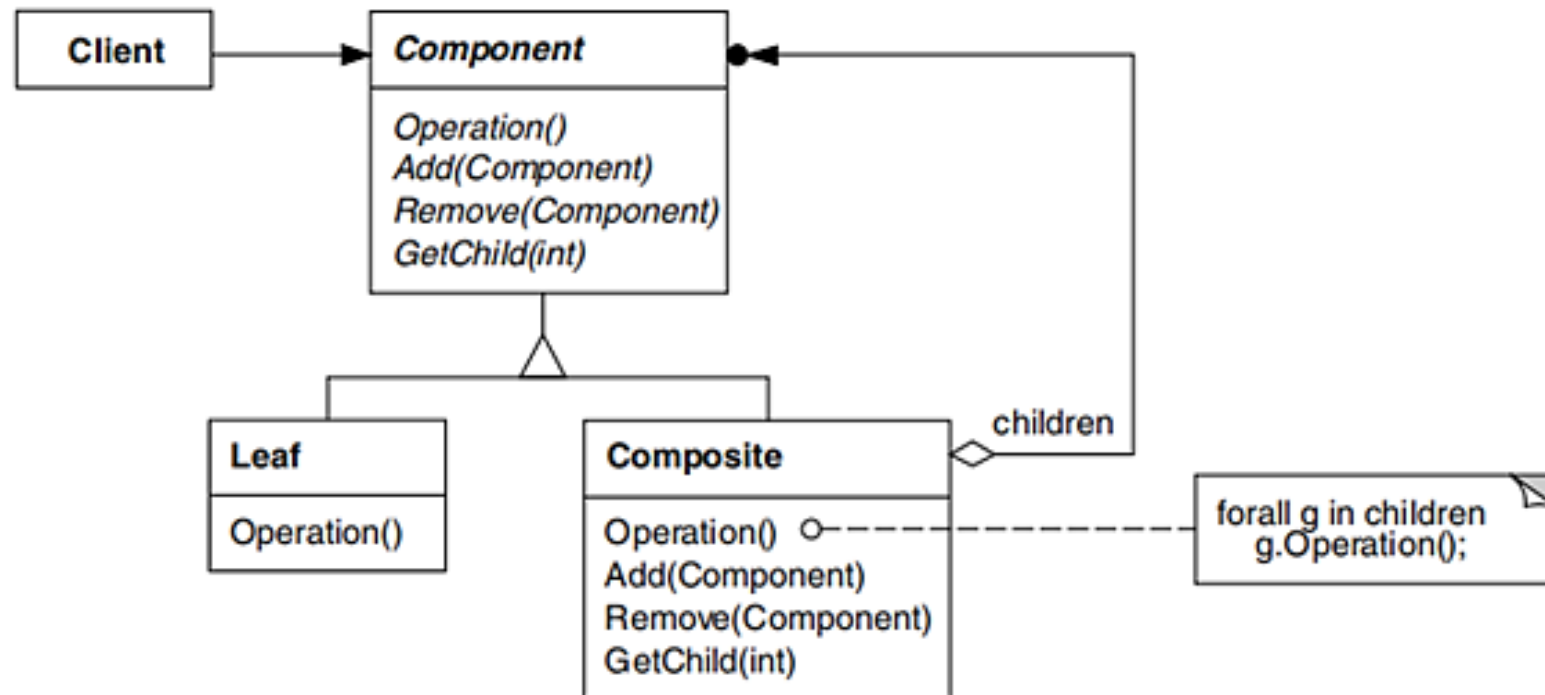 Client
Component
Operation()
Add(Component)
Remove(Component)
GetChild(int)
children
Leaf
Operation()
Composite
Operation()
Add(Component)
Remove(Component)
GetChild(int)
forall g in children
g.Operation();